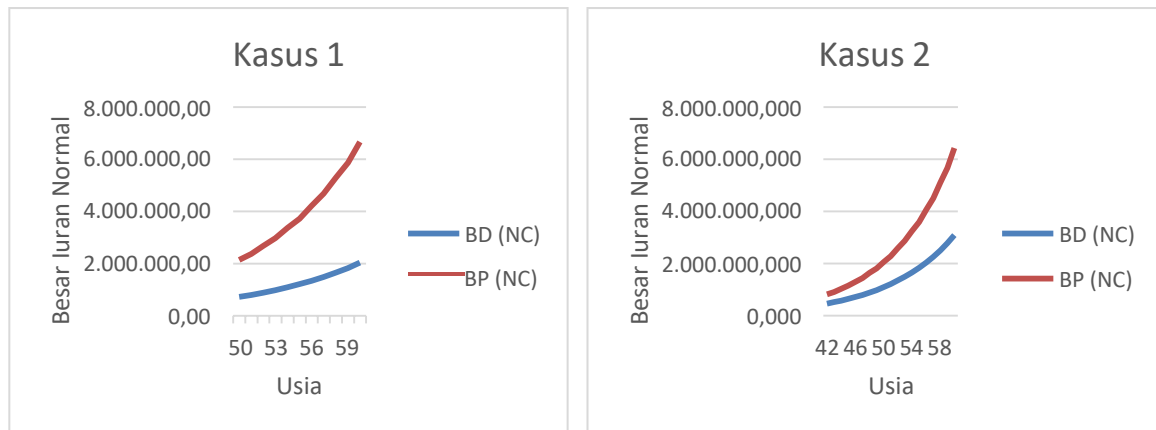 Kasus 1
Besar Iuran Normal
8.000.000,00
6.000.000,00
4.000.000,00
2.000.000,00
0,00
50 53 56 59
Usia
BD (NC)
BP (NC)
Kasus 2
Besar Iuran Normal
8.000.000,000
6.000.000,000
4.000.000,000
2.000.000,000
0,000
42 46 50 54 58
Usia
BD (NC)
BP (NC)